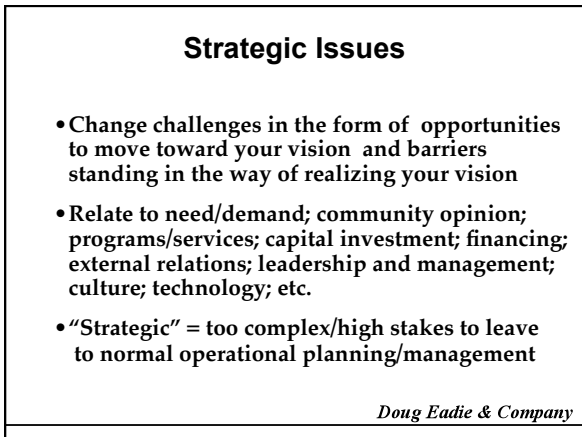 Strategic Issues
•Change challenges in the form of opportunities
to move toward your vision and barriers
standing in the way of realizing your vision
•Relate to need/demand; community opinion;
programs/services; capital investment; financing;
external relations; leadership and management;
culture; technology; etc.
•“Strategic” = too complex/high stakes to leave
to normal operational planning/management
Doug Eadie & Company